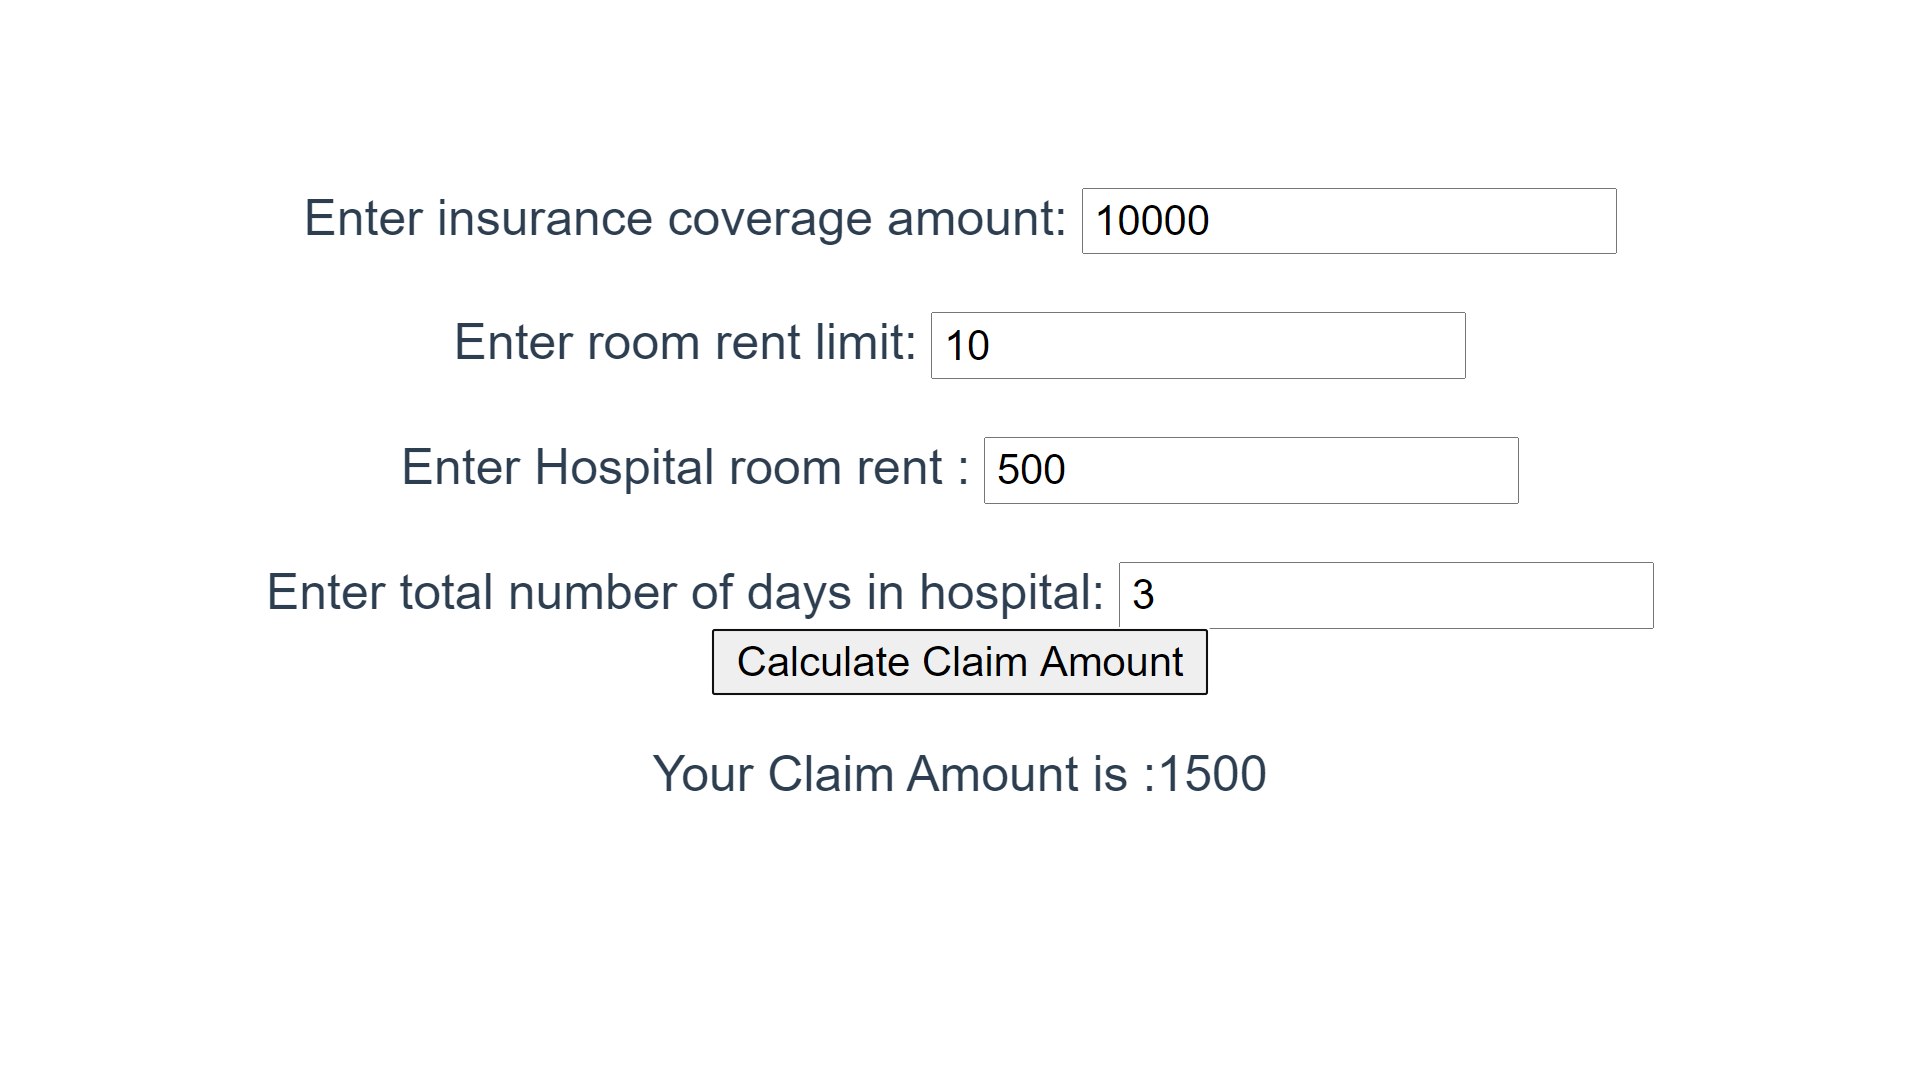 Enter insurance coverage amount: 10000
Enter room rent limit: 10
Enter Hospital room rent : 500
Enter total number of days in hospital: 3
Calculate Claim Amount
Your Claim Amount is :1500